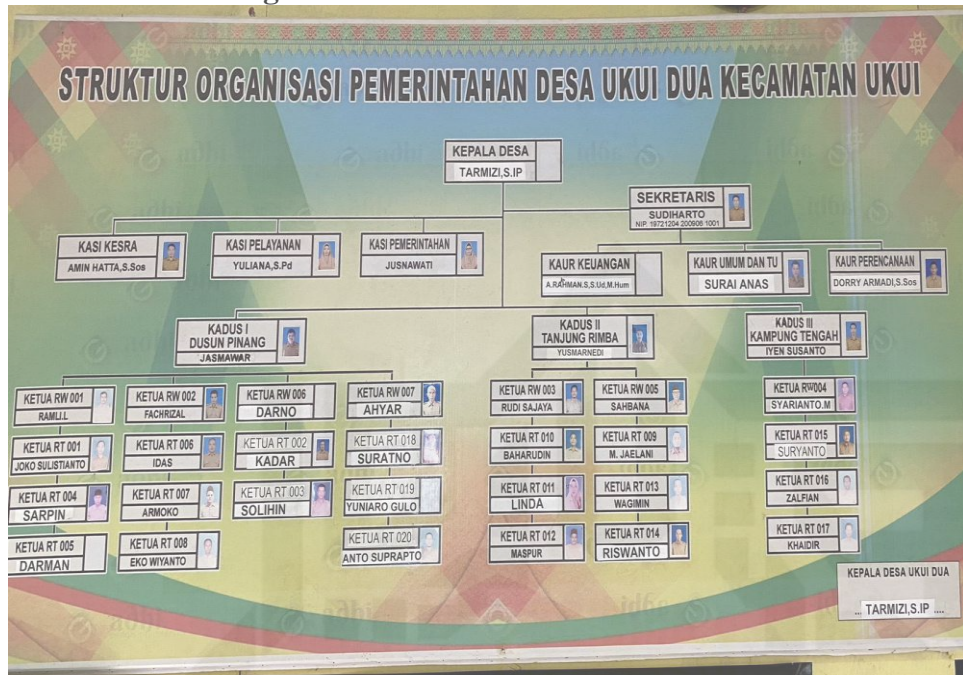 STRUKTUR ORGANISASI PEMERINTAHAN DESA UKUI DUA KECAMATAN UKUI
KEPALA DESA
TARMIZI,S.IP
SEKRETARIS
SUDIHARTO
NIP. 19721204 200906 1001
KASI KESRA
AMIN HATTA,S.Sos
KASI PELAYANAN
YULIANA,S.Pd
KASI PEMERINTAHAN
JUSNAWATI
KAUR KEUANGAN
A.RAHMAN.S,S.Ud,M.Hum
KAUR UMUM DAN TU
SURAI ANAS
KAUR PERENCANAAN
DORRY ARMADI,S.Sos
KADUS I
DUSUN PINANG
JASMAWAR
KADUS II
TANJUNG RIMBA
YUSMARNEDI
KADUS III
KAMPUNG TENGAH
IYEN SUSANTO
KETUA RW 001
RAMLI.L
KETUA RW 002
FACHRIZAL
KETUA RW 006
DARNO
KETUA RW 007
AHYAR
KETUA RW 003
RUDI SAJAYA
KETUA RW 005
SAHBANA
KETUA RW004
SYARIANTO.M
KETUA RT 001
JOKO SULISTIANTO
KETUA RT 006
IDAS
KETUA RT 002
KADAR
KETUA RT 018
SURATNO
KETUA RT 010
BAHARUDIN
KETUA RT 009
M. JAELANI
KETUA RT 015
SURYANTO
KETUA RT 004
SARPIN
KETUA RT 007
ARMOKO
KETUA RT 003
SOLIHIN
KETUA RT 019
YUNIARO GULO
KETUA RT 011
LINDA
KETUA RT 013
WAGIMIN
KETUA RT 016
ZALFIAN
KETUA RT 005
DARMAN
KETUA RT 008
EKO WIYANTO
KETUA RT 020
ANTO SUPRAPTO
KETUA RT 012
MASPUR
KETUA RT 014
RISWANTO
KETUA RT 017
KHAIDIR
KEPALA DESA UKUI DUA
... TARMIZI,S.IP ....